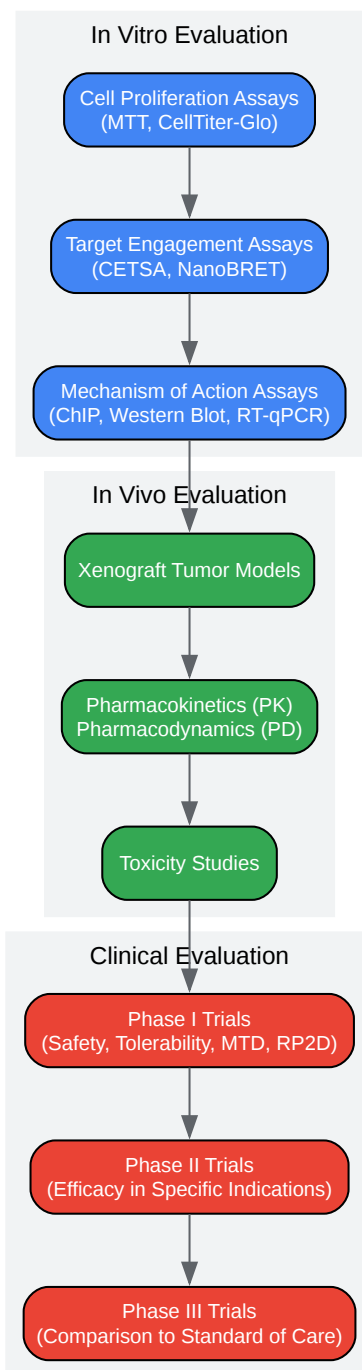 In Vitro Evaluation
Cell Proliferation Assays
(MTT, CellTiter-Glo)
Target Engagement Assays
(CETSA, NanoBRET)
Mechanism of Action Assays
(ChIP, Western Blot, RT-qPCR)
In Vivo Evaluation
Xenograft Tumor Models
Pharmacokinetics (PK)
Pharmacodynamics (PD)
Toxicity Studies
Clinical Evaluation
Phase I Trials
(Safety, Tolerability, MTD, RP2D)
Phase II Trials
(Efficacy in Specific Indications)
Phase III Trials
(Comparison to Standard of Care)